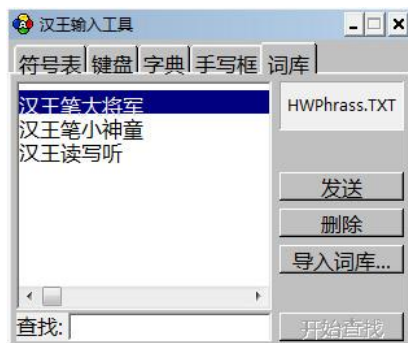 汉王输入工具
符号表 键盘 字典 手写框 词库
汉王笔大将军
汉王笔小神童
汉王读写听
HWPhrass.TXT
发送
删除
导入词库...
查找:
开始查找